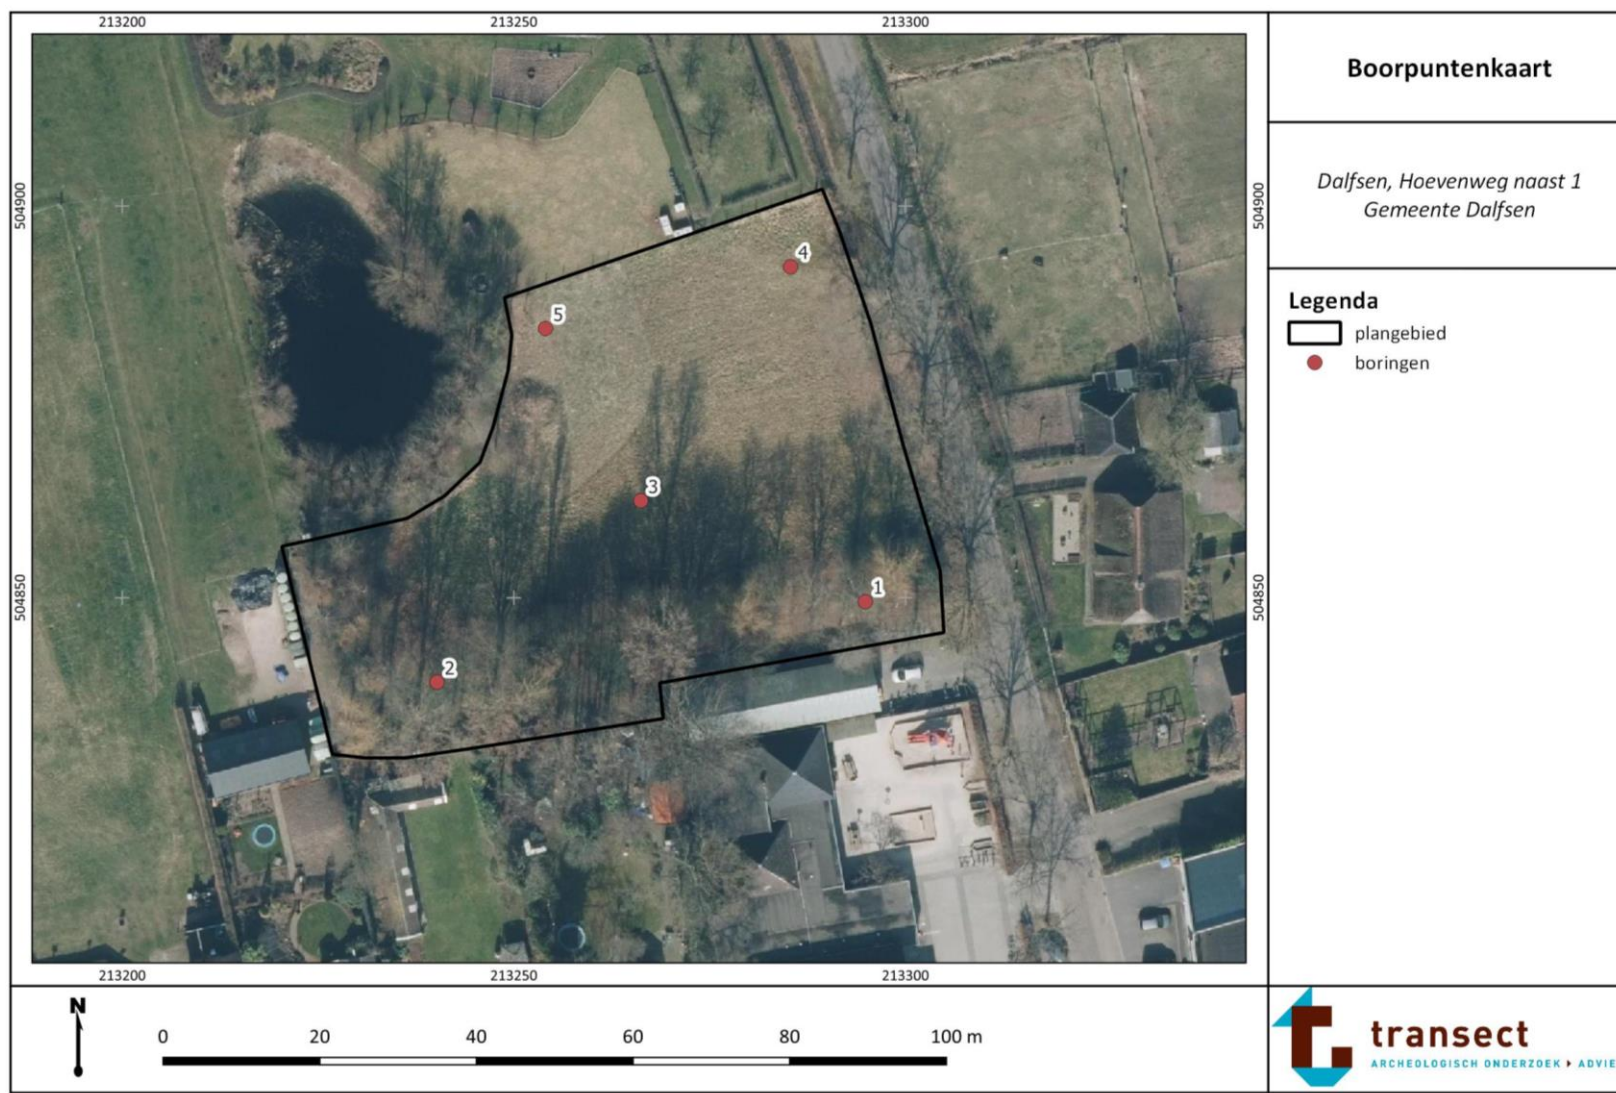 213200 213250 213300
504900 504900
504850 504850
4
5
3
1
2
213200 213250 213300
Boorpuntenkaart
Dalfsen, Hoevenweg naast 1
Gemeente Dalfsen
Legenda
plangebied
boringen
N
0 20 40 60 80 100 m
transect
ARCHEOLOGISCH ONDERZOEK ADVIE